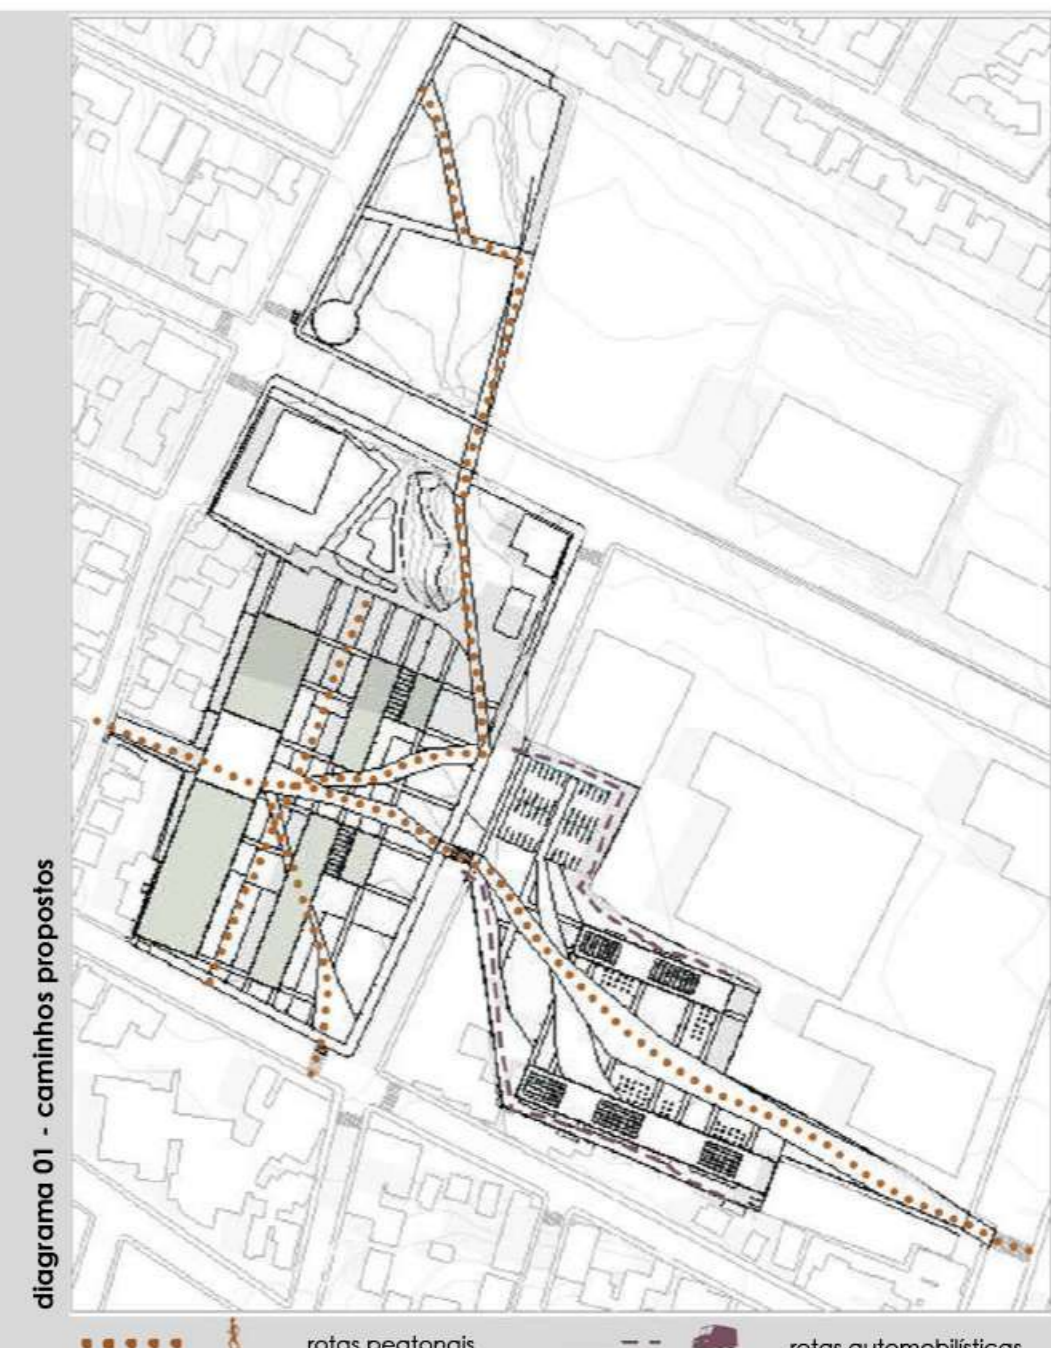 diagrama 01 - caminhos propostos
rotas peatonais
rotas automobilísticas